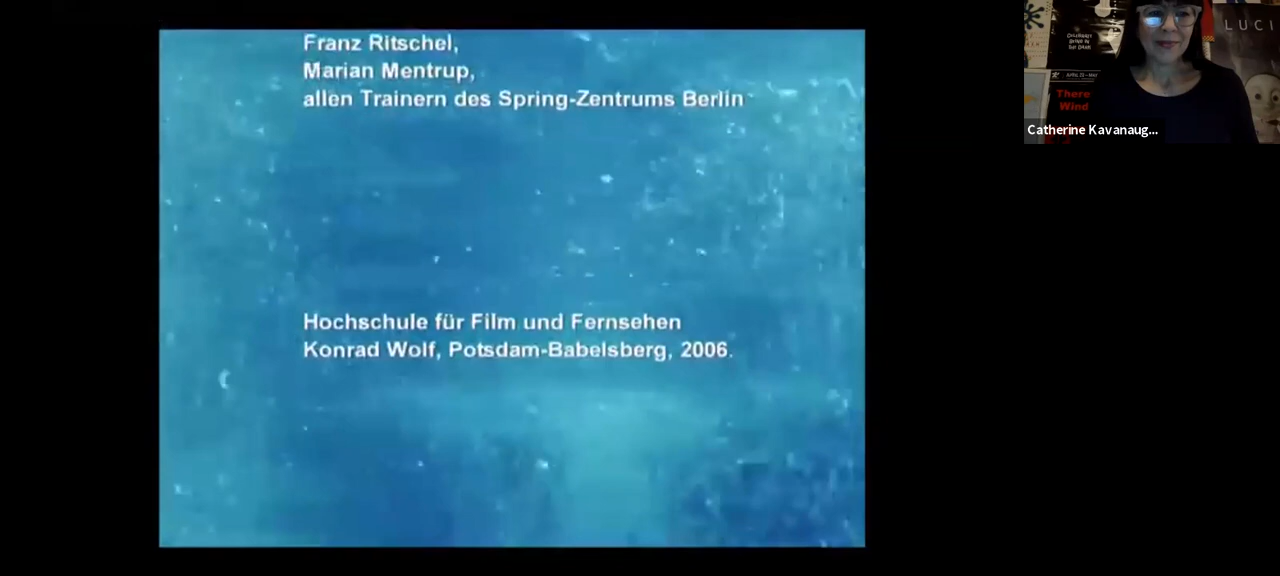 Franz Ritschel,
Marian Mentrup,
allen Trainern des Spring-Zentrums Berlin
Hochschule für Film und Fernsehen
Konrad Wolf, Potsdam-Babelsberg, 2006.
LUCI
There
Wind
Catherine Kavanaug...